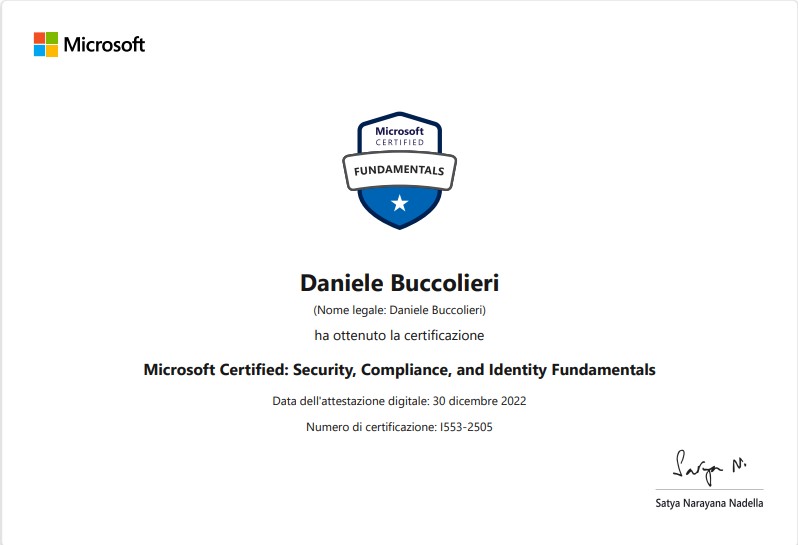 Microsoft
Microsoft
CERTIFIED
FUNDAMENTALS
Daniele Buccolieri
(Nome legale: Daniele Buccolieri)
ha ottenuto la certificazione
Microsoft Certified: Security, Compliance, and Identity Fundamentals
Data dell'attestazione digitale: 30 dicembre 2022
Numero di certificazione: I553-2505
Satya N.
Satya Narayana Nadella